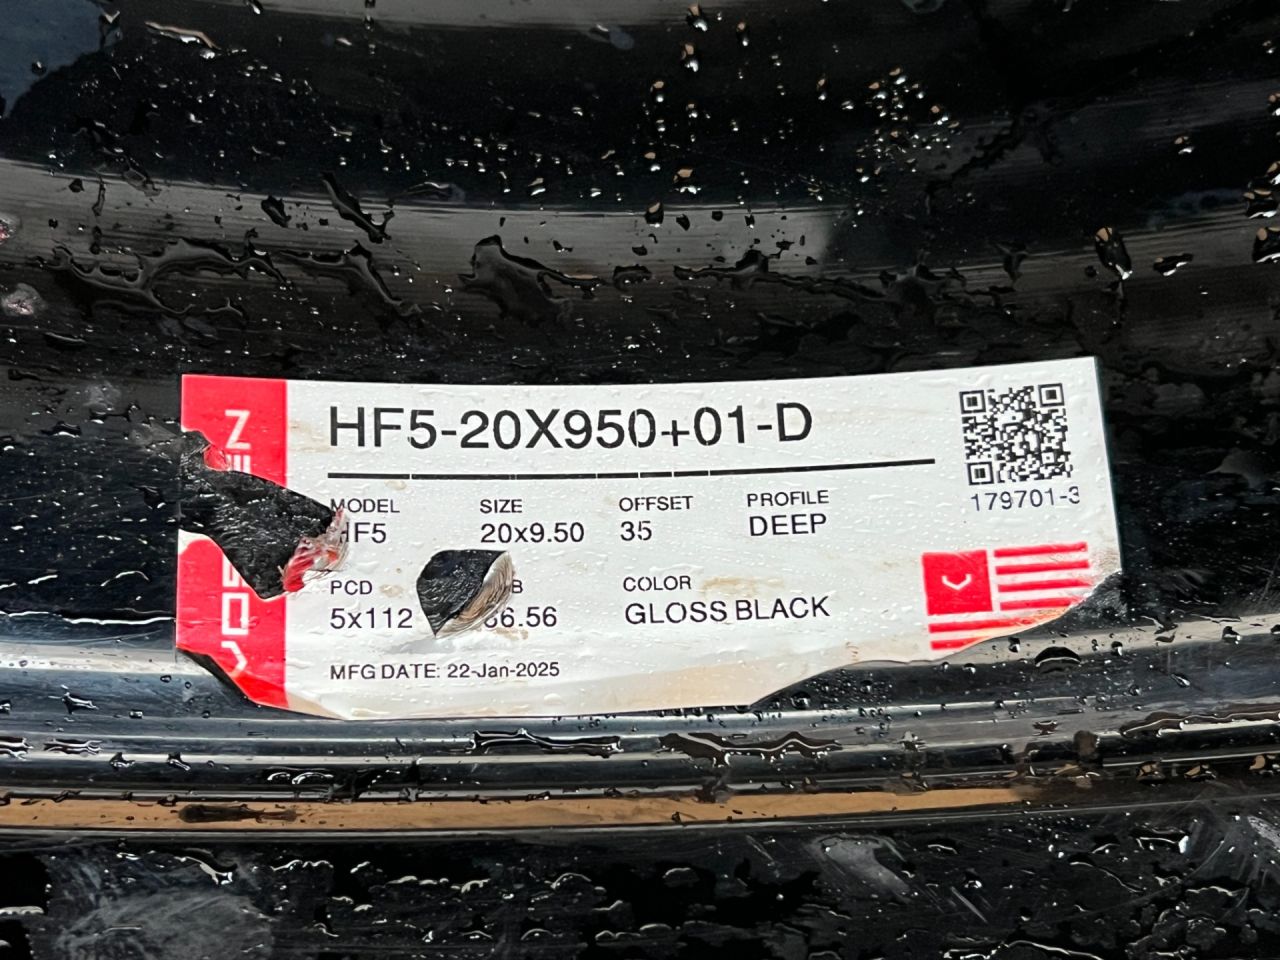 HF5-20X950+01-D
MODEL SIZE OFFSET PROFILE
HF5 20x9.50 35 DEEP
PCD COLOR
5x112 GLOSS BLACK
MFG DATE: 22-Jan-2025
179701-3